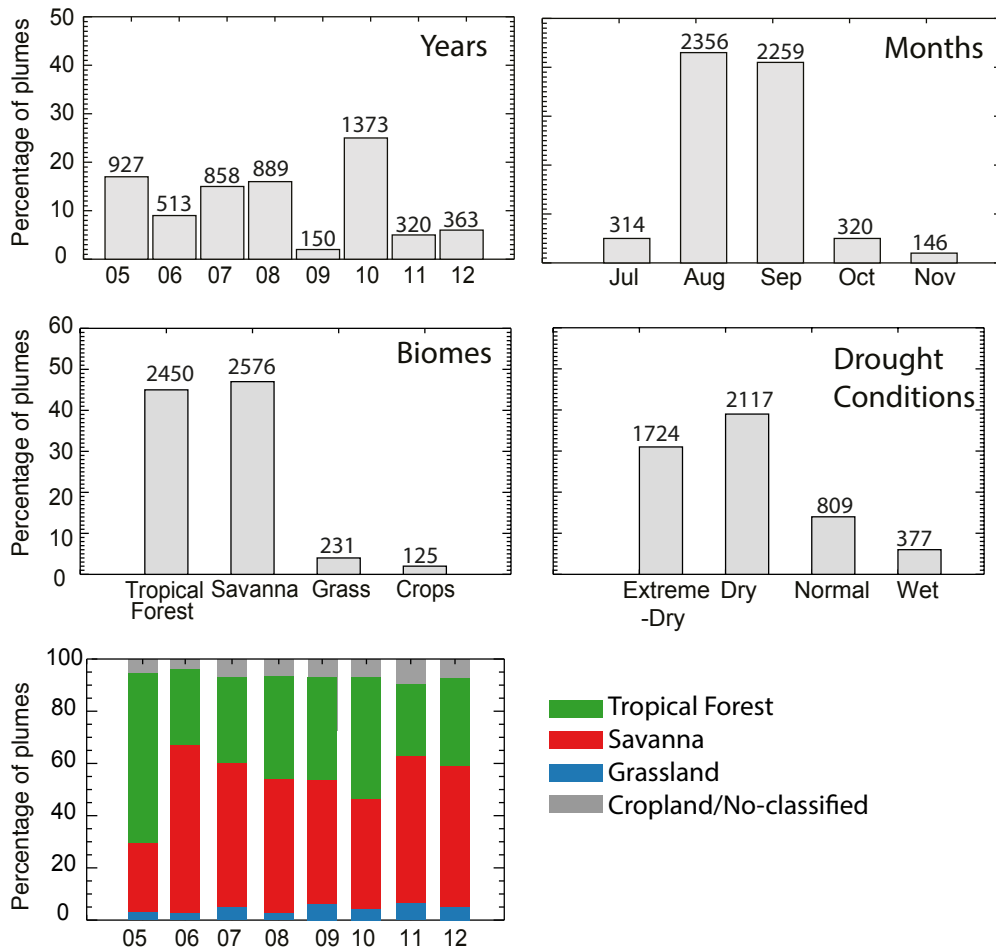 Years
Percentage of plumes
50
40
30
20
10
0
927
513
858
889
150
1373
320
363
05 06 07 08 09 10 11 12
Months
314
2356
2259
320
146
Jul Aug Sep Oct Nov
Biomes
Percentage of plumes
60
50
40
30
20
10
0
2450
2576
231
125
Tropical Savanna Grass Crops
Forest
Drought
Conditions
1724
2117
809
377
Extreme Dry Normal Wet
-Dry
Percentage of plumes
100
80
60
40
20
0
05 06 07 08 09 10 11 12
Tropical Forest
Savanna
Grassland
Cropland/No-classified